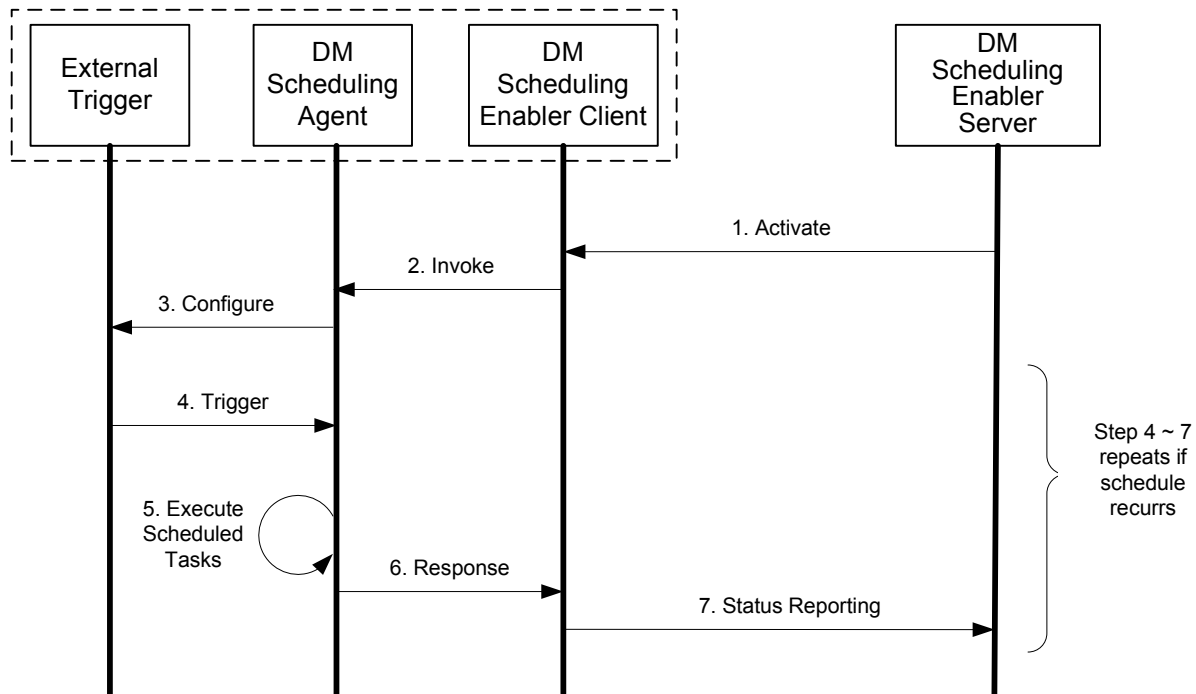 External
Trigger
DM
Scheduling
Agent
DM
Scheduling
Enabler Client
DM
Scheduling
Enabler
Server
1. Activate
2. Invoke
3. Configure
4. Trigger
5. Execute
Scheduled
Tasks
6. Response
7. Status Reporting
Step 4 ~ 7
repeats if
schedule
recurrs